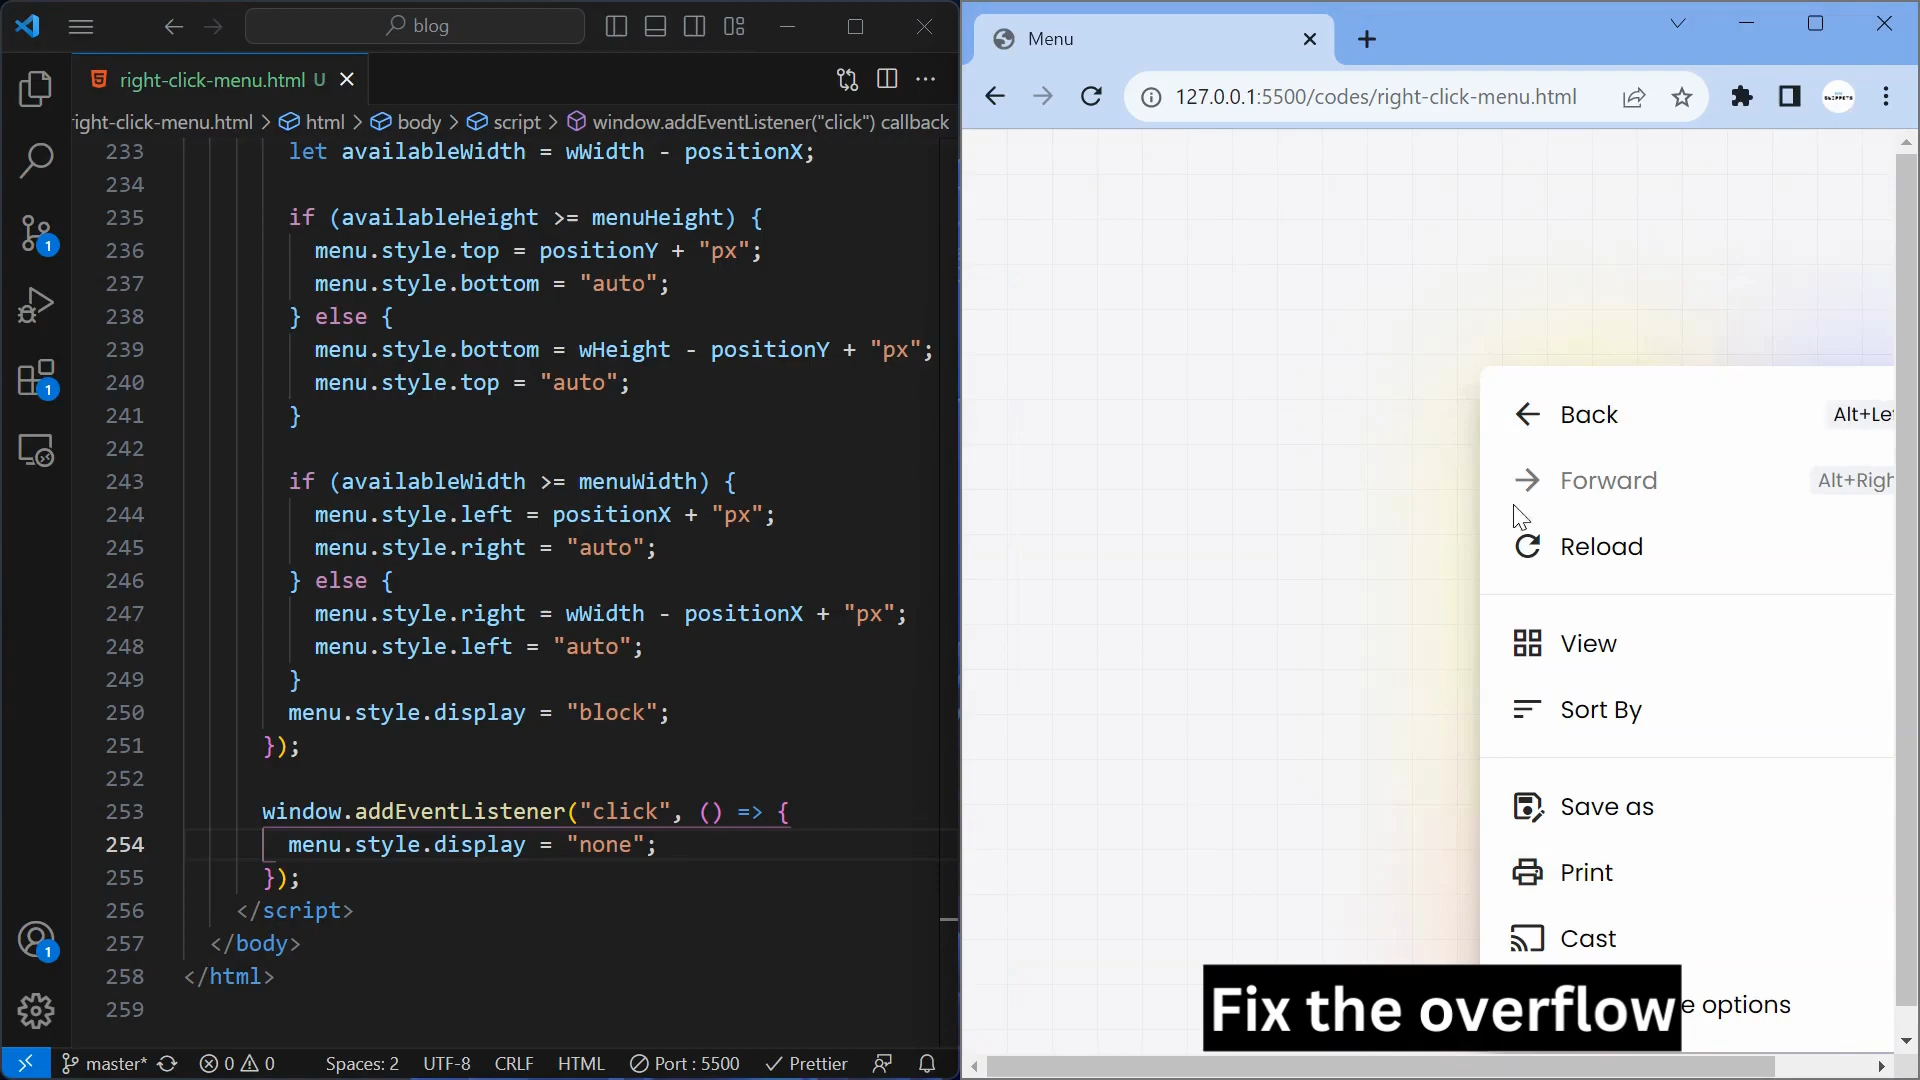 blog
right-click-menu.html U
ight-click-menu.html > html > body > script > window.addEventListener("click") callback
233 let availableWidth = wWidth - positionX;
234
235 if (availableHeight >= menuHeight) {
236 menu.style.top = positionY + "px";
237 menu.style.bottom = "auto";
238 } else {
239 menu.style.bottom = wHeight - positionY + "px";
240 menu.style.top = "auto";
241 }
242
243 if (availableWidth >= menuWidth) {
244 menu.style.left = positionX + "px";
245 menu.style.right = "auto";
246 } else {
247 menu.style.right = wWidth - positionX + "px";
248 menu.style.left = "auto";
249 }
250 menu.style.display = "block";
251 });
252
253 window.addEventListener("click", () => {
254 menu.style.display = "none";
255 });
256 </script>
257 </body>
258 </html>
259
1
1
1
master* 0 0 Spaces: 2 UTF-8 CRLF HTML Port : 5500 Prettier
Menu
127.0.0.1:5500/codes/right-click-menu.html
Back Alt+Le
Forward Alt+Righ
Reload
View
Sort By
Save as
Print
Cast
e options
Fix the overflow